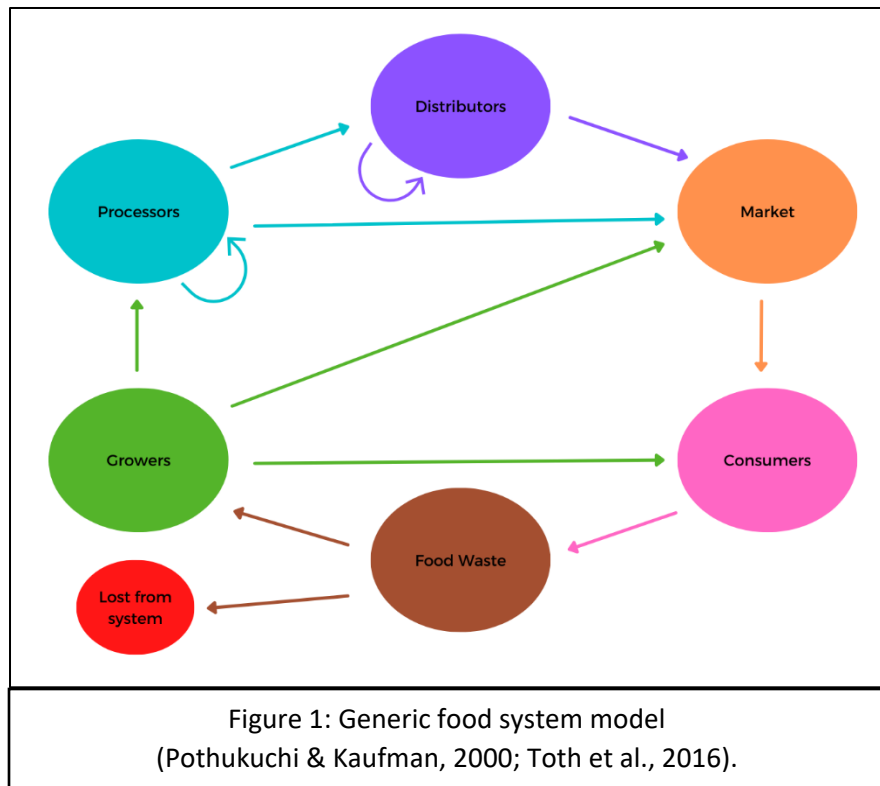 Distributors
Processors
Market
Growers
Consumers
Food Waste
Lost from
system
Figure 1: Generic food system model
(Pothukuchi & Kaufman, 2000; Toth et al., 2016).